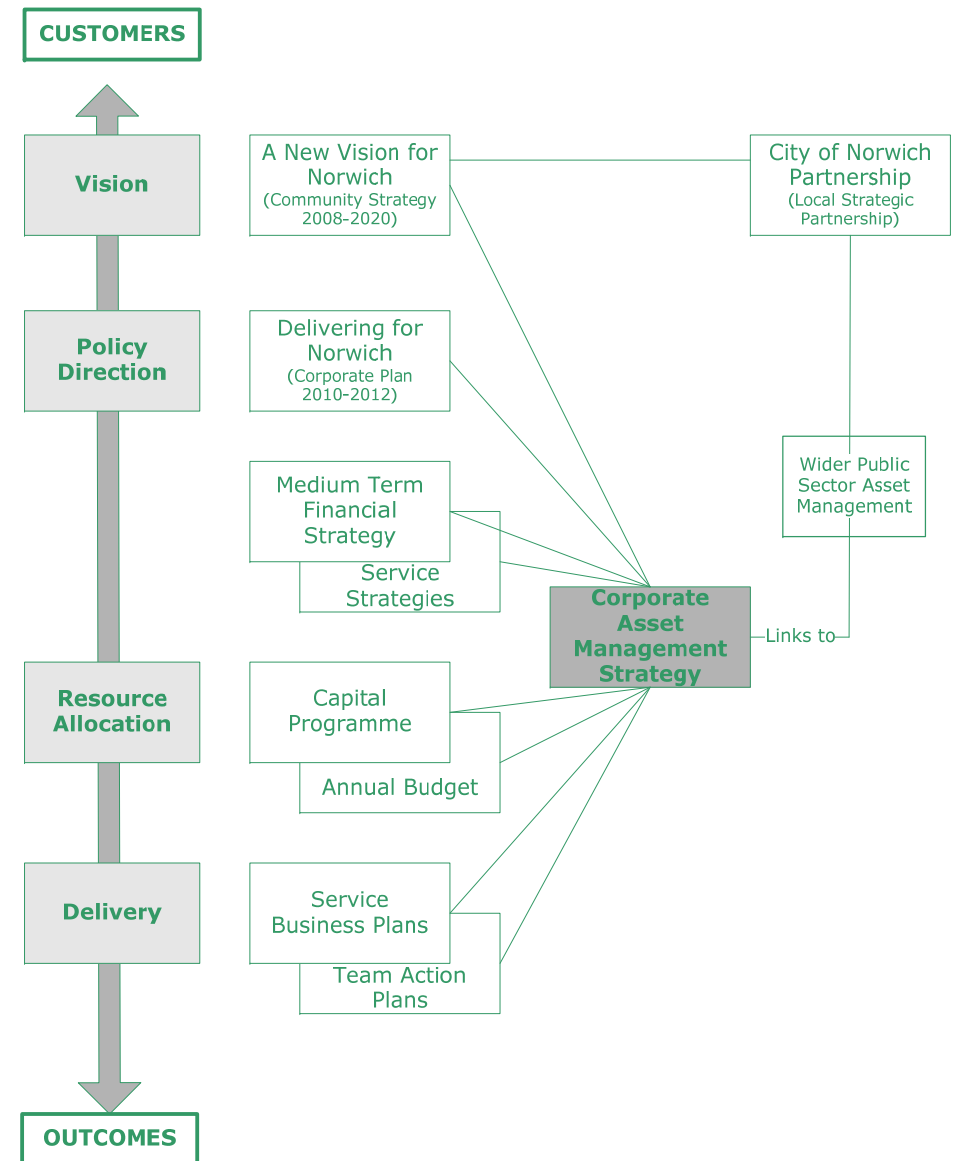 CUSTOMERS
Vision
A New Vision for
Norwich
(Community Strategy
2008-2020)
City of Norwich
Partnership
(Local Strategic
Partnership)
Policy
Direction
Delivering for
Norwich
(Corporate Plan
2010-2012)
Medium Term
Financial
Strategy
Service
Strategies
Wider Public
Sector Asset
Management
Corporate
Asset
Management
Strategy
Links to
Resource
Allocation
Capital
Programme
Annual Budget
Delivery
Service
Business Plans
Team Action
Plans
OUTCOMES